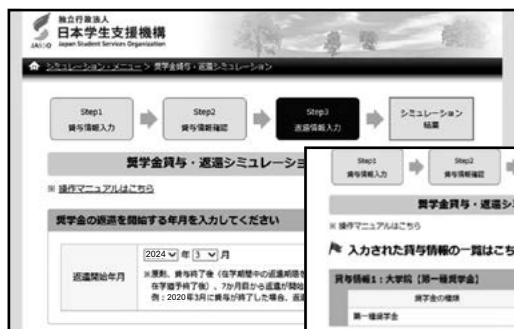 独立行政法人
日本学生支援機構
JASSO Japan Student Services Organization
シミュレーション・メニュー > 奨学金貸与・返還シミュレーション
Step1
貸与情報入力
Step2
貸与情報確認
Step3
返還情報入力
シミュレーション
結果
奨学金貸与・返還シミュレーショ
※ 操作マニュアルはこちら
奨学金の返還を開始する年月を入力してください
返還開始年月
2024 年 3 月
※原則、貸与終了後（在学期間中の返還期限を
在学猶予終了後）、7か月目から返還が開始
例：2020年3月に貸与が終了した場合、返還
Step1
貸与情報入力
Step2
貸与情報確認
奨学金貸与・返還シ
※ 操作マニュアルはこちら
入力された貸与情報の一覧はこち
貸与情報1：大学院［第一種奨学金］
奨学金の種類
第一種奨学金